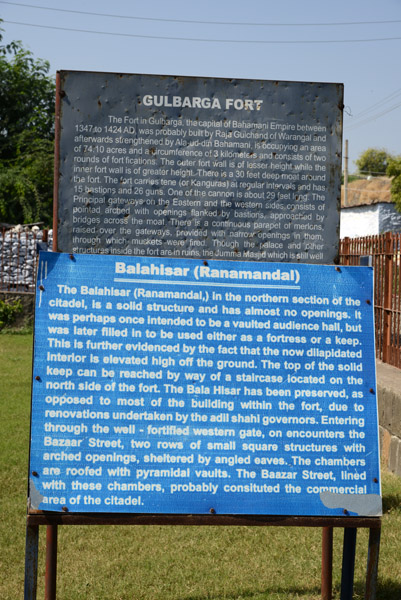 GULBARGA FORT
The Fort in Gulbarga, the capital of Bahamani Empire between
1347 to 1424 AD, was probably built by Raja Gulchand of Warangal and
afterwards strengthened by Ala-ud-din Bahamani, is occupying an area
of 74.10 acres and a circumference of 3 kilometers and consists of two
rounds of fort fications. The outer fort wall is of lesser height while the
inner fort wall is of greater height. There is a 30 feet deep moat around
the fort. The fort carries tene (or Kanguras) at regular intervals and has
15 bastions and 26 guns. One of the cannon is about 29 feet long. The
Principal gateways on the Eastern and the western sides, consists of
pointed arched with openings flanked by bastions, approached by
bridges across the moat. There is a continuous parapet of merlons,
raised over the gateways, provided with narrow openings in them,
through which muskets were fired. Though the palace and other
structures inside the fort are in ruins, the Jumma Masjid which is still well
Balahisar (Ranamandal)
The Balahisar (Ranamandal,) in the northern section of the
citadel, is a solid structure and has almost no openings. It
was perhaps once intended to be a vaulted audience hall, but
was later filled in to be used either as a fortress or a keep.
This is further evidenced by the fact that the now dilapidated
Interior is elevated high off the ground. The top of the solid
keep can be reached by way of a staircase located on the
north side of the fort. The Bala Hisar has been preserved, as
opposed to most of the building within the fort, due to
renovations undertaken by the adil shahi governors. Entering
through the well - fortified western gate, on encounters the
Bazaar Street, two rows of small square structures with
arched openings, sheltered by angled eaves. The chambers
are roofed with pyramidal vaults. The Baazar Street, lined
with these chambers, probably consituted the commercial
area of the citadel.